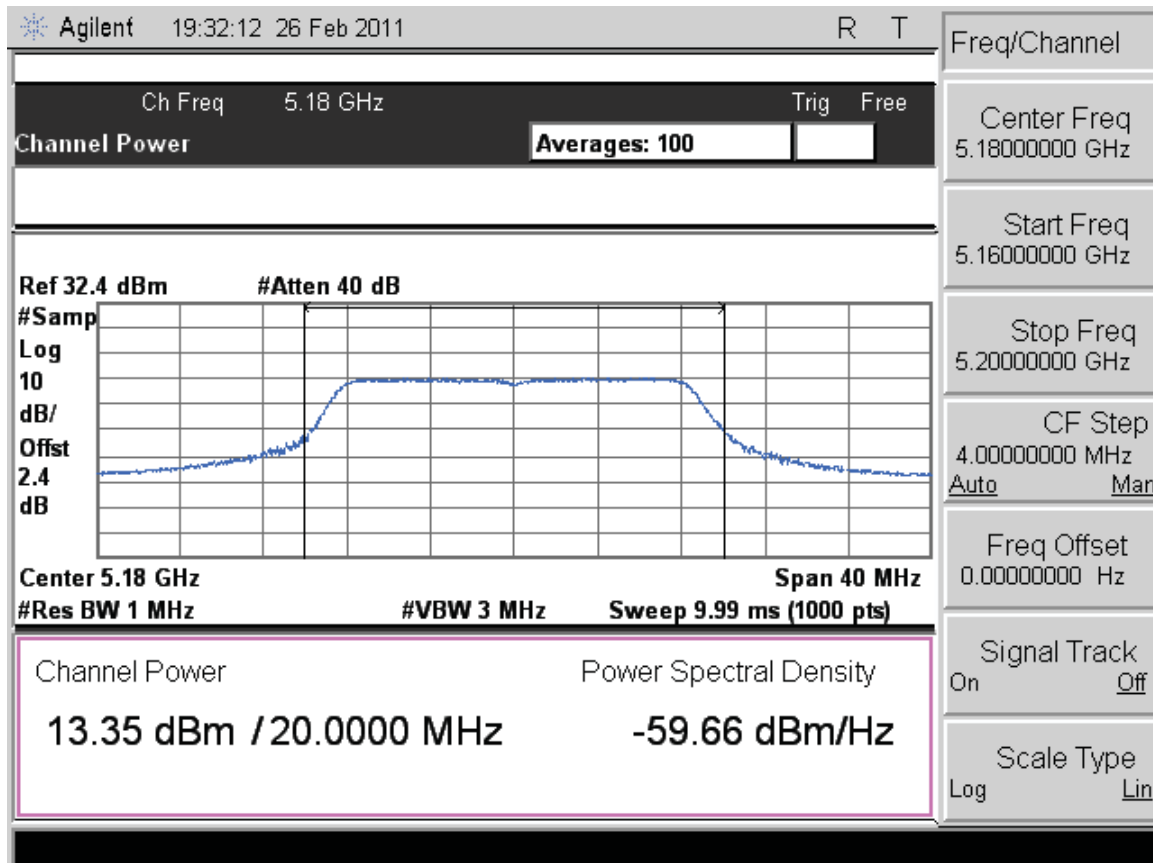 Agilent 19:32:12 26 Feb 2011 R T
Ch Freq 5.18 GHz Trig Free
Channel Power Averages: 100
Ref 32.4 dBm #Atten 40 dB
#Samp
Log
10
dB/
Offst
2.4
dB
Center 5.18 GHz Span 40 MHz
#Res BW 1 MHz #VBW 3 MHz Sweep 9.99 ms (1000 pts)
Channel Power Power Spectral Density
13.35 dBm / 20.0000 MHz -59.66 dBm/Hz
Freq/Channel
Center Freq
5.18000000 GHz
Start Freq
5.16000000 GHz
Stop Freq
5.20000000 GHz
CF Step
4.00000000 MHz
Auto Man
Freq Offset
0.00000000 Hz
Signal Track
On Off
Scale Type
Log Lin